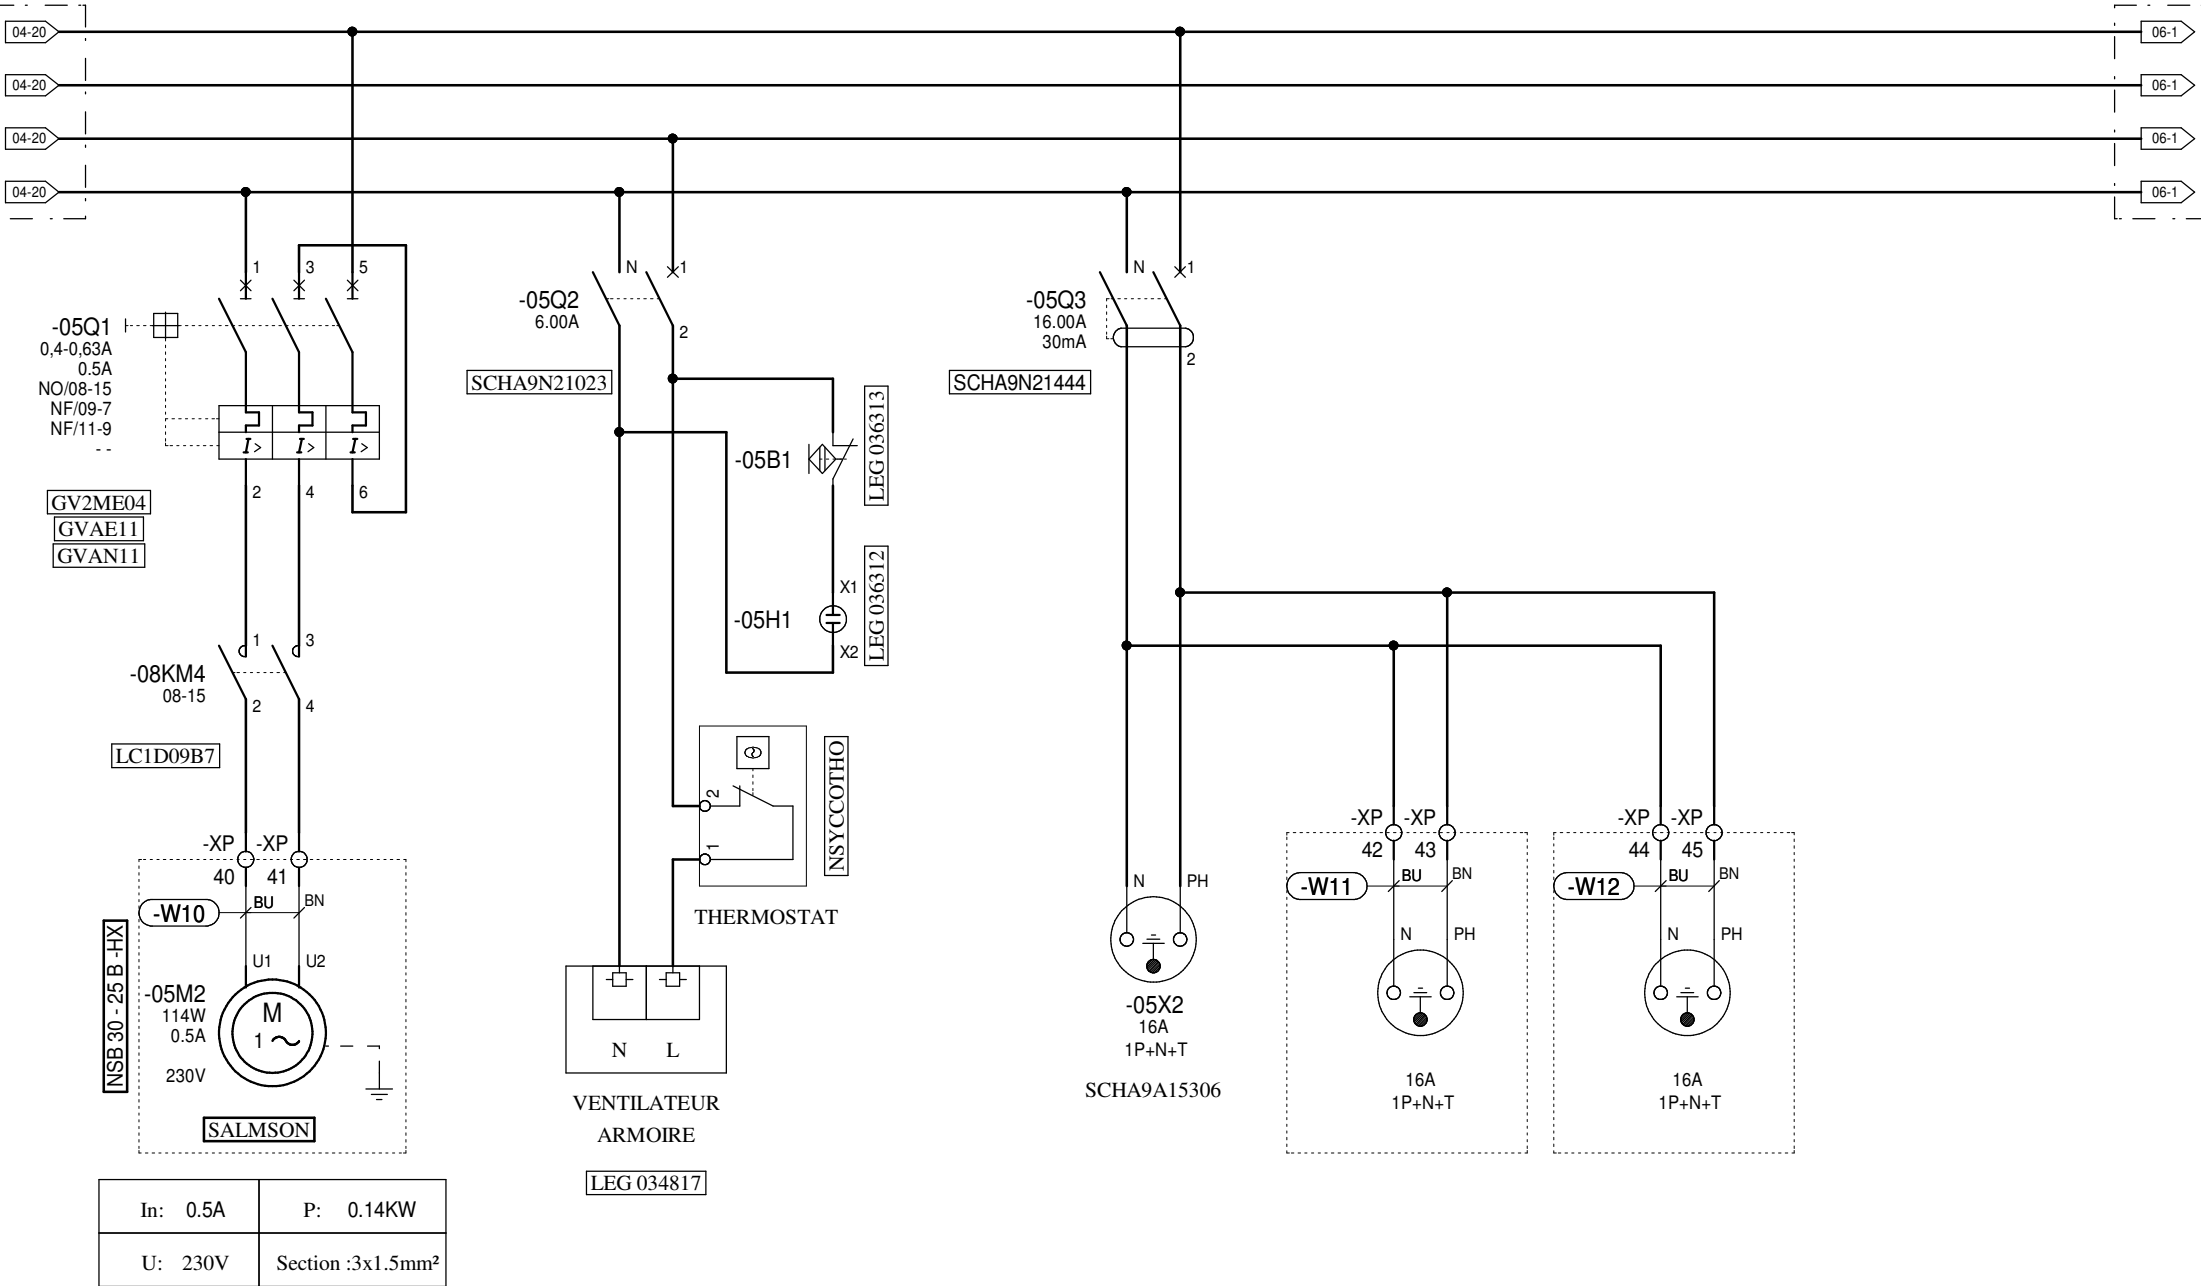 04-20
06-1
04-20
06-1
04-20
06-1
04-20
06-1
1
3
5
-05Q1
0,4-0,63A
0.5A
NO/08-15
NF/09-7
NF/11-9
- -
I>
I>
I>
2
4
6
GV2ME04
GVAE11
GVAN11
1
3
-08KM4
08-15
2
4
LC1D09B7
-XP
-XP
40
41
-W10
BU
BN
U1
U2
NSB 30 - 25 B -HX
-05M2
114W
0.5A
230V
M
1
SALMSON
In: 0.5A
P: 0.14KW
U: 230V
Section :3x1.5mm²
N
1
-05Q2
6.00A
2
SCHA9N21023
-05B1
LEG 036313
X1
-05H1
X2
LEG 036312
2
1
NSYCCOTHO
THERMOSTAT
N
L
VENTILATEUR
ARMOIRE
LEG 034817
N
1
-05Q3
16.00A
30mA
2
SCHA9N21444
N
PH
-05X2
16A
1P+N+T
SCHA9A15306
-XP
-XP
42
43
-W11
BU
BN
N
PH
16A
1P+N+T
-XP
-XP
44
45
-W12
BU
BN
N
PH
16A
1P+N+T